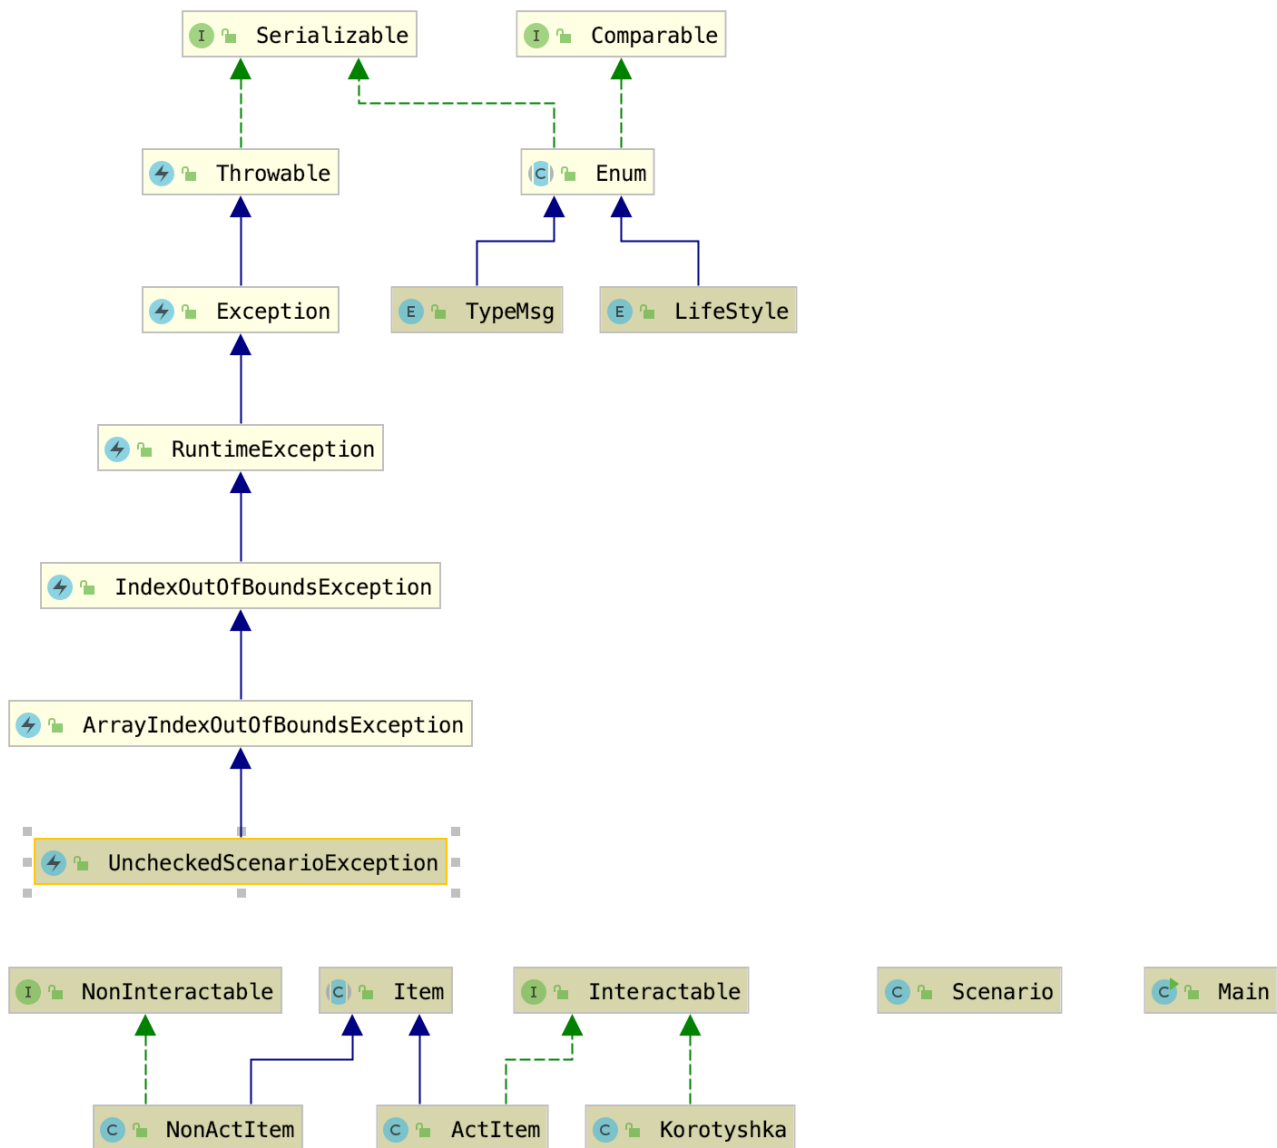 I Serializable
I Comparable
Throwable
C Enum
Exception
E TypeMsg
E LifeStyle
RuntimeException
IndexOutOfBoundsException
ArrayIndexOutOfBoundsException
UncheckedScenarioException
I NonInteractable
C Item
I Interactable
C Scenario
C Main
C NonActItem
C ActItem
C Korotyshka